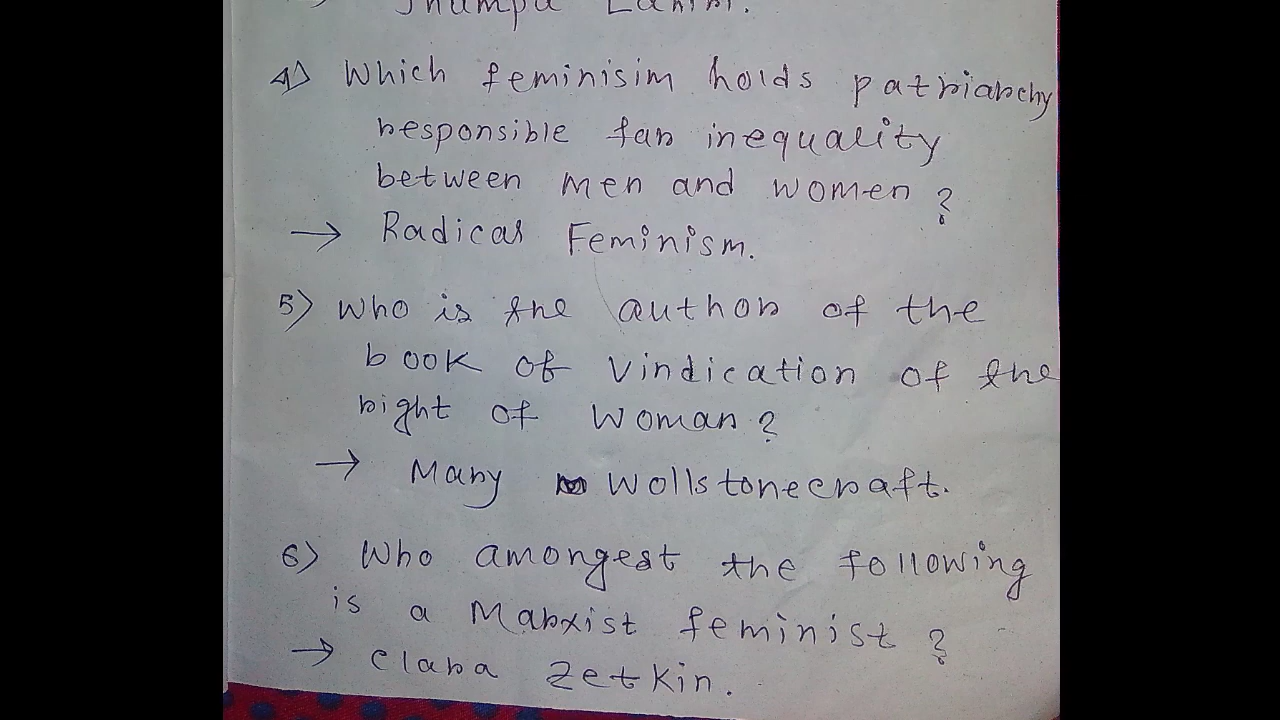 Jhumpa Lahiri.
4) Which feminisim holds patriarchy
responsible far inequality
between men and women ?
→ Radical Feminism.
5) Who is the author of the
book of Vindication of the
right of Woman ?
→ Mary Wollstonecraft.
6) Who amongest the following
is a Marxist feminist ?
→ Clara Zetkin.